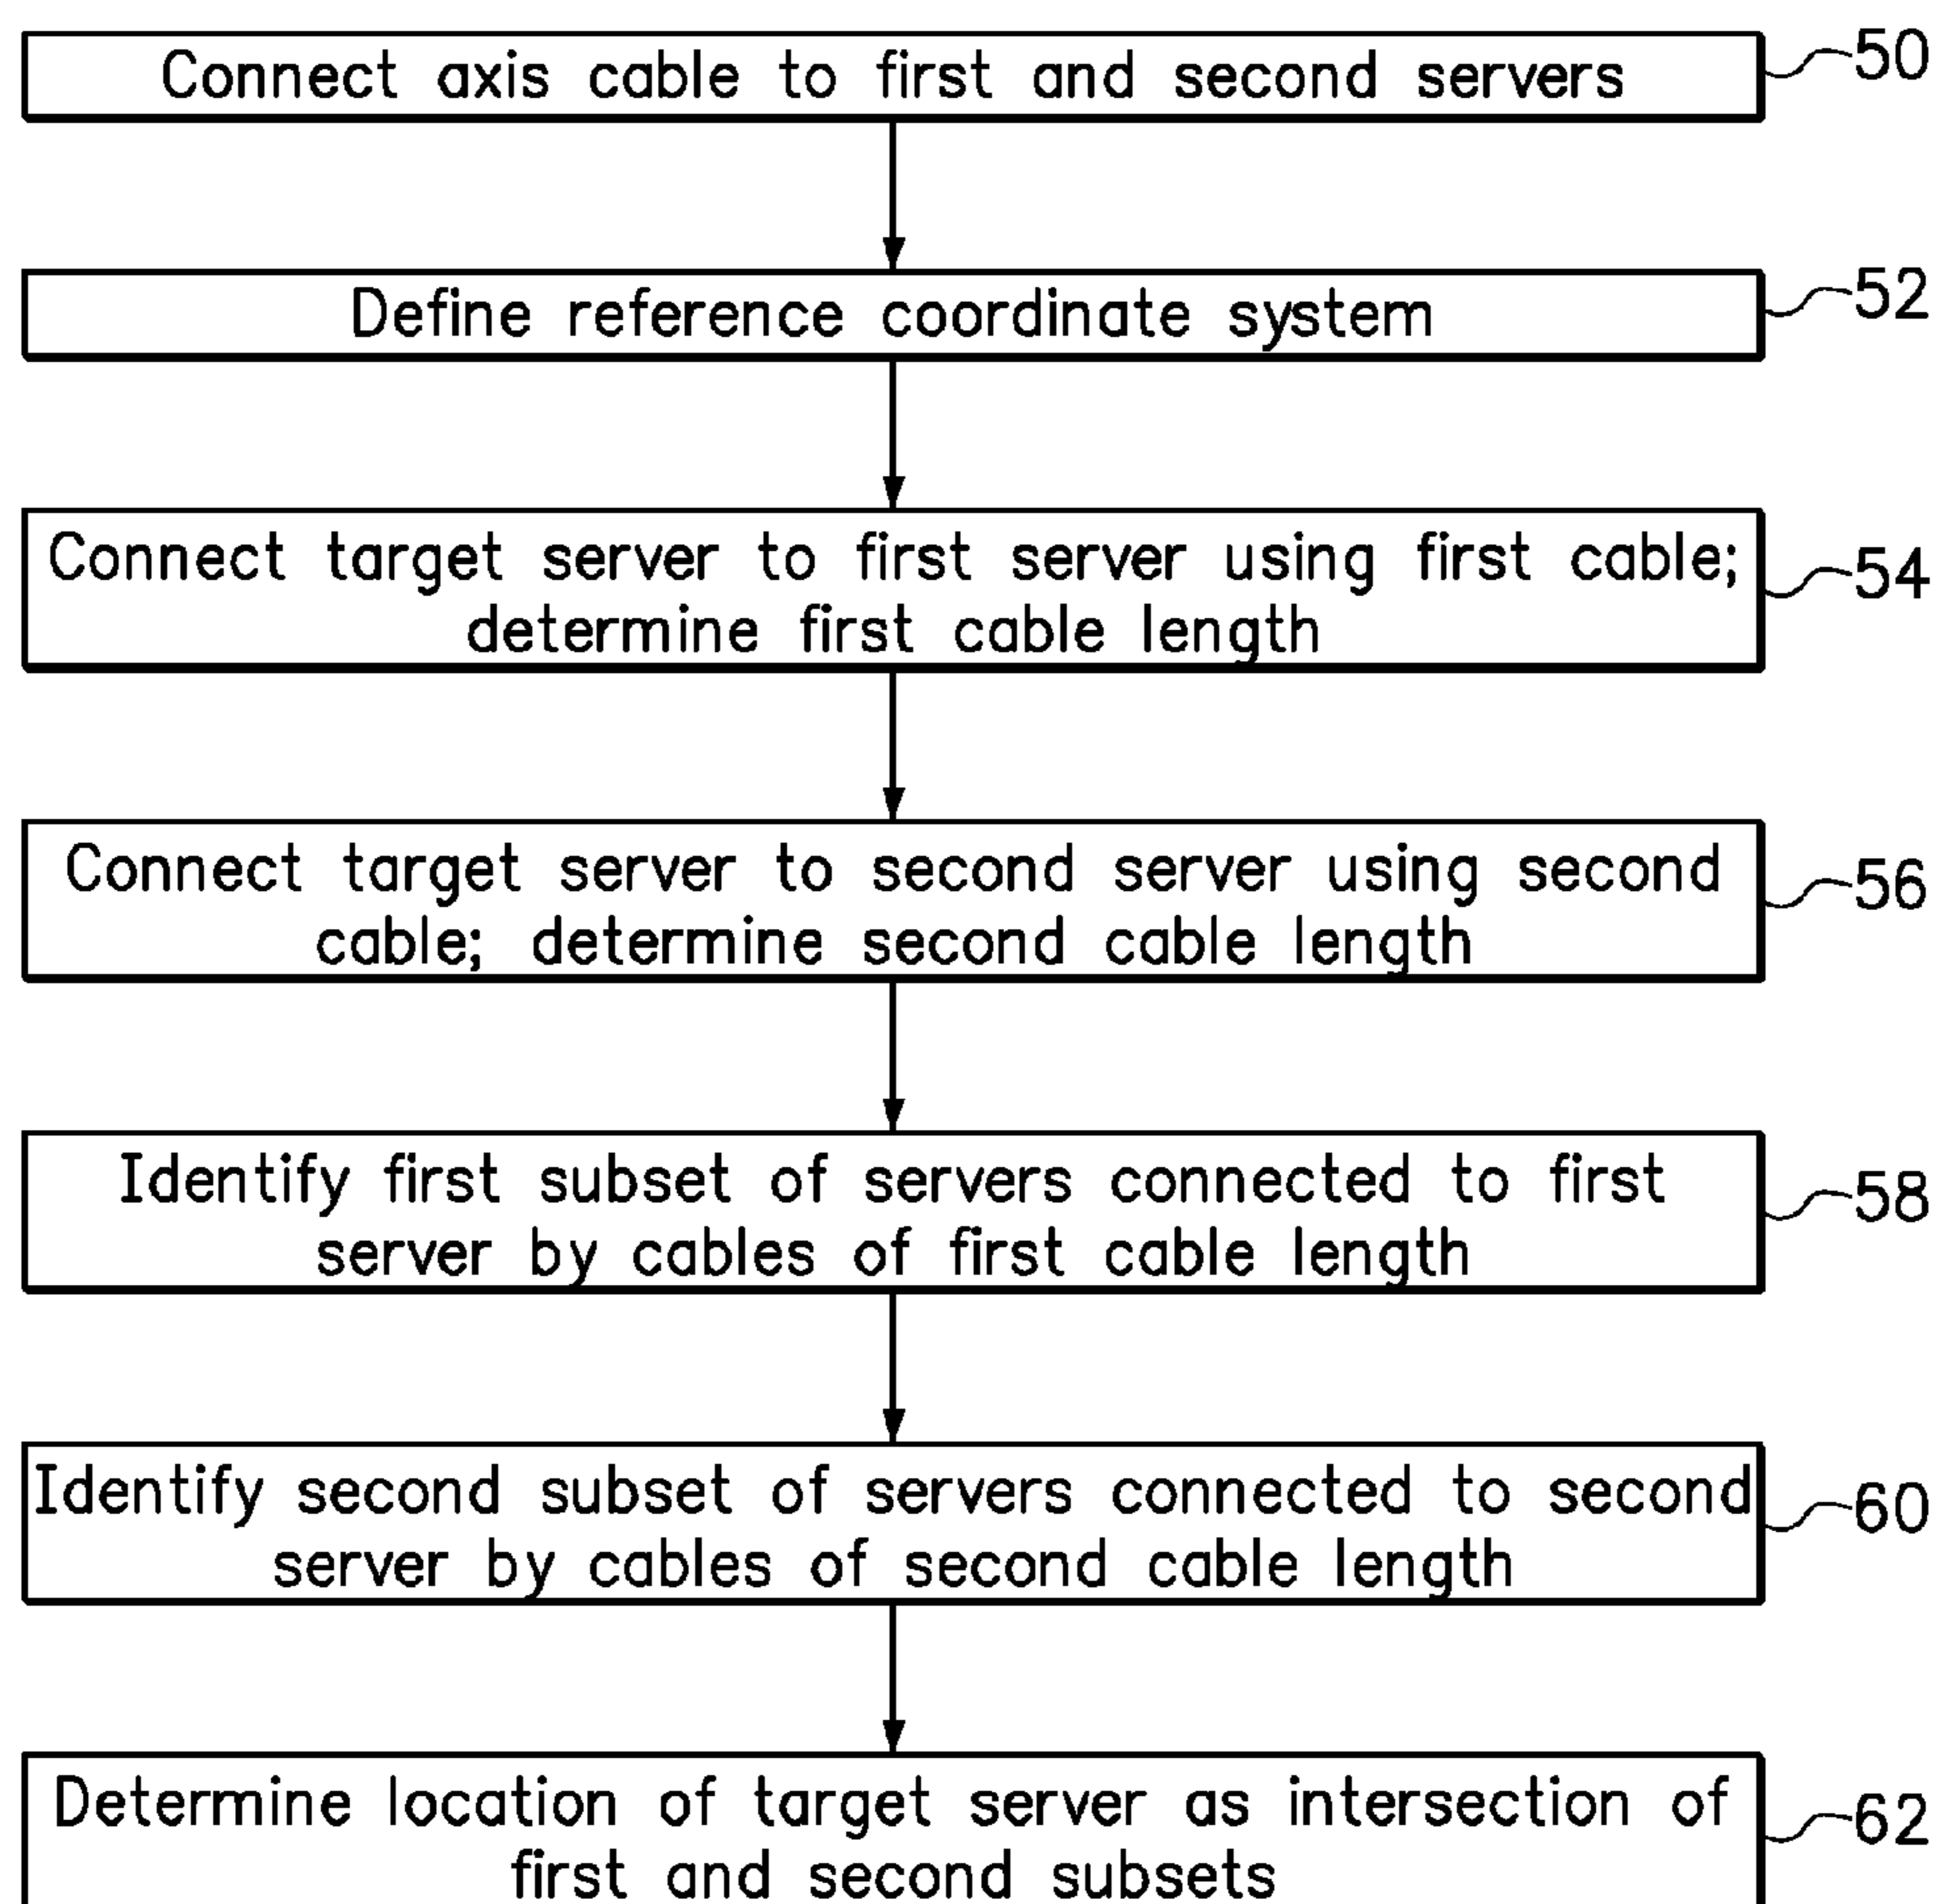 Connect axis cable to first and second servers
50
Define reference coordinate system
52
Connect target server to first server using first cable;
determine first cable length
54
Connect target server to second server using second
cable; determine second cable length
56
Identify first subset of servers connected to first
server by cables of first cable length
58
Identify second subset of servers connected to second
server by cables of second cable length
60
Determine location of target server as intersection of
first and second subsets
62